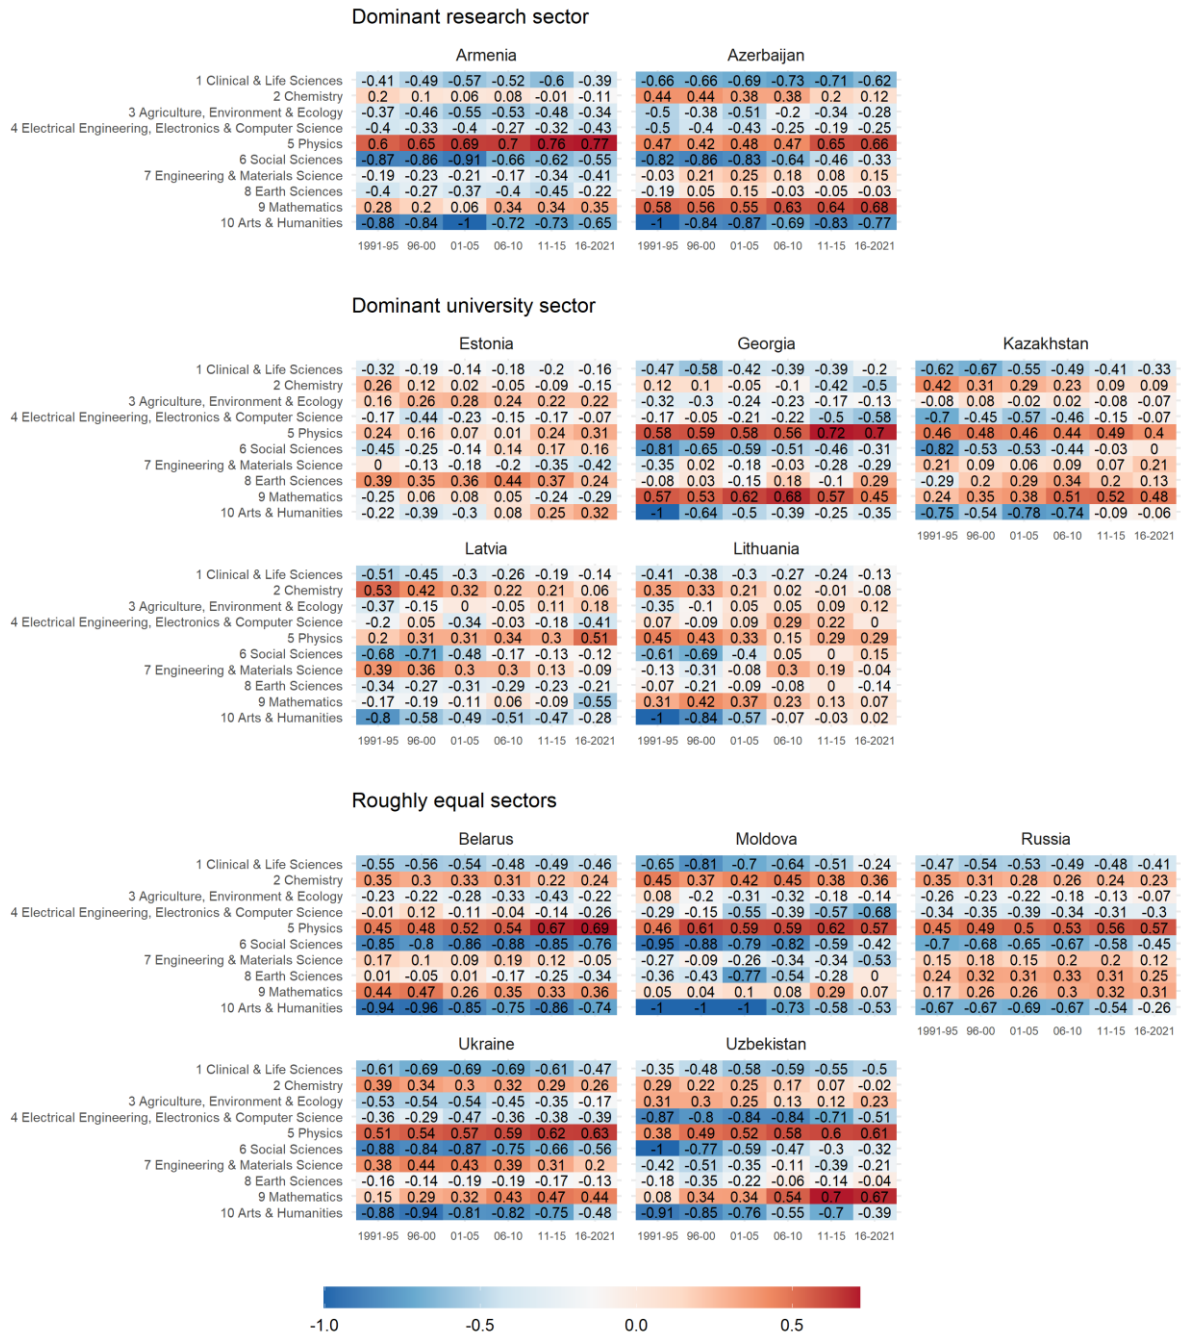 Dominant research sector
Armenia Azerbaijan
1 Clinical & Life Sciences -0.41 -0.49 -0.57 -0.52 -0.6 -0.39 -0.66 -0.66 -0.69 -0.73 -0.71 -0.62
2 Chemistry 0.2 0.1 0.06 0.08 -0.01 -0.11 0.44 0.44 0.38 0.38 0.2 0.12
3 Agriculture, Environment & Ecology -0.37 -0.46 -0.55 -0.53 -0.48 -0.34 -0.5 -0.38 -0.51 -0.2 -0.34 -0.28
4 Electrical Engineering, Electronics & Computer Science -0.4 -0.33 -0.4 -0.27 -0.32 -0.43 -0.5 -0.4 -0.43 -0.25 -0.19 -0.25
5 Physics 0.6 0.65 0.69 0.7 0.76 0.77 0.47 0.42 0.48 0.47 0.65 0.66
6 Social Sciences -0.87 -0.86 -0.91 -0.66 -0.62 -0.55 -0.82 -0.86 -0.83 -0.64 -0.46 -0.33
7 Engineering & Materials Science -0.19 -0.23 -0.21 -0.17 -0.34 -0.41 -0.03 0.21 0.25 0.18 0.08 0.15
8 Earth Sciences -0.4 -0.27 -0.37 -0.4 -0.45 -0.22 -0.19 0.05 0.15 -0.03 -0.05 -0.03
9 Mathematics 0.28 0.2 0.06 0.34 0.34 0.35 0.58 0.56 0.55 0.63 0.64 0.68
10 Arts & Humanities -0.88 -0.84 -1 -0.72 -0.73 -0.65 -1 -0.84 -0.87 -0.69 -0.83 -0.77
1991-95 96-00 01-05 06-10 11-15 16-2021 1991-95 96-00 01-05 06-10 11-15 16-2021
Dominant university sector
Estonia Georgia Kazakhstan
1 Clinical & Life Sciences -0.32 -0.19 -0.14 -0.18 -0.2 -0.16 -0.47 -0.58 -0.42 -0.39 -0.39 -0.2 -0.62 -0.67 -0.55 -0.49 -0.41 -0.33
2 Chemistry 0.26 0.12 0.02 -0.05 -0.09 -0.15 0.12 0.1 -0.05 -0.1 -0.42 -0.5 0.42 0.31 0.29 0.23 0.09 0.09
3 Agriculture, Environment & Ecology 0.16 0.26 0.28 0.24 0.22 0.22 -0.32 -0.3 -0.24 -0.23 -0.17 -0.13 -0.08 0.08 -0.02 0.02 -0.08 -0.07
4 Electrical Engineering, Electronics & Computer Science -0.17 -0.44 -0.23 -0.15 -0.17 -0.07 -0.17 -0.05 -0.21 -0.22 -0.5 -0.58 -0.7 -0.45 -0.57 -0.46 -0.15 -0.07
5 Physics 0.24 0.16 0.07 0.01 0.24 0.31 0.58 0.59 0.58 0.56 0.72 0.7 0.46 0.48 0.46 0.44 0.49 0.4
6 Social Sciences -0.45 -0.25 -0.14 0.14 0.17 0.16 -0.81 -0.65 -0.59 -0.51 -0.46 -0.31 -0.82 -0.53 -0.53 -0.44 -0.03 0
7 Engineering & Materials Science 0 -0.13 -0.18 -0.2 -0.35 -0.42 -0.35 0.02 -0.18 -0.03 -0.28 -0.29 0.21 0.09 0.06 0.09 0.07 0.21
8 Earth Sciences 0.39 0.35 0.36 0.44 0.37 0.24 -0.08 0.03 -0.15 0.18 -0.1 0.29 -0.29 0.2 0.29 0.34 0.2 0.13
9 Mathematics -0.25 0.06 0.08 0.05 -0.24 -0.29 0.57 0.53 0.62 0.68 0.57 0.45 0.24 0.35 0.38 0.51 0.52 0.48
10 Arts & Humanities -0.22 -0.39 -0.3 0.08 0.25 0.32 -1 -0.64 -0.5 -0.39 -0.25 -0.35 -0.75 -0.54 -0.78 -0.74 -0.09 -0.06
1991-95 96-00 01-05 06-10 11-15 16-2021
Latvia Lithuania
1 Clinical & Life Sciences -0.51 -0.45 -0.3 -0.26 -0.19 -0.14 -0.41 -0.38 -0.3 -0.27 -0.24 -0.13
2 Chemistry 0.53 0.42 0.32 0.22 0.21 0.06 0.35 0.33 0.21 0.02 -0.01 -0.08
3 Agriculture, Environment & Ecology -0.37 -0.15 0 -0.05 0.11 0.18 -0.35 -0.1 0.05 0.05 0.09 0.12
4 Electrical Engineering, Electronics & Computer Science -0.2 0.05 -0.34 -0.03 -0.18 -0.41 0.07 -0.09 0.09 0.29 0.22 0
5 Physics 0.2 0.31 0.31 0.34 0.3 0.51 0.45 0.43 0.33 0.15 0.29 0.29
6 Social Sciences -0.68 -0.71 -0.48 -0.17 -0.13 -0.12 -0.61 -0.69 -0.4 0.05 0 0.15
7 Engineering & Materials Science 0.39 0.36 0.3 0.3 0.13 -0.09 -0.13 -0.31 -0.08 0.3 0.19 -0.04
8 Earth Sciences -0.34 -0.27 -0.31 -0.29 -0.23 -0.21 -0.07 -0.21 -0.09 -0.08 0 -0.14
9 Mathematics -0.17 -0.19 -0.11 0.06 -0.09 -0.55 0.31 0.42 0.37 0.23 0.13 0.07
10 Arts & Humanities -0.8 -0.58 -0.49 -0.51 -0.47 -0.28 -1 -0.84 -0.57 -0.07 -0.03 0.02
1991-95 96-00 01-05 06-10 11-15 16-2021 1991-95 96-00 01-05 06-10 11-15 16-2021
Roughly equal sectors
Belarus Moldova Russia
1 Clinical & Life Sciences -0.55 -0.56 -0.54 -0.48 -0.49 -0.46 -0.65 -0.81 -0.7 -0.64 -0.51 -0.24 -0.47 -0.54 -0.53 -0.49 -0.48 -0.41
2 Chemistry 0.35 0.3 0.33 0.31 0.22 0.24 0.45 0.37 0.42 0.45 0.38 0.36 0.35 0.31 0.28 0.26 0.24 0.23
3 Agriculture, Environment & Ecology -0.23 -0.22 -0.28 -0.33 -0.43 -0.22 0.08 -0.2 -0.31 -0.32 -0.18 -0.14 -0.26 -0.23 -0.22 -0.18 -0.13 -0.07
4 Electrical Engineering, Electronics & Computer Science -0.01 0.12 -0.11 -0.04 -0.14 -0.26 -0.29 -0.15 -0.55 -0.39 -0.57 -0.68 -0.34 -0.35 -0.39 -0.34 -0.31 -0.3
5 Physics 0.45 0.48 0.52 0.54 0.67 0.69 0.46 0.61 0.59 0.59 0.62 0.57 0.45 0.49 0.5 0.53 0.56 0.57
6 Social Sciences -0.85 -0.8 -0.86 -0.88 -0.85 -0.76 -0.95 -0.88 -0.79 -0.82 -0.59 -0.42 -0.7 -0.68 -0.65 -0.67 -0.58 -0.45
7 Engineering & Materials Science 0.17 0.1 0.09 0.19 0.12 -0.05 -0.27 -0.09 -0.26 -0.34 -0.34 -0.53 0.15 0.18 0.15 0.2 0.2 0.12
8 Earth Sciences 0.01 -0.05 0.01 -0.17 -0.25 -0.34 -0.36 -0.43 -0.77 -0.54 -0.28 0 0.24 0.32 0.31 0.33 0.31 0.25
9 Mathematics 0.44 0.47 0.26 0.35 0.33 0.36 0.05 0.04 0.1 0.08 0.29 0.07 0.17 0.26 0.26 0.3 0.32 0.31
10 Arts & Humanities -0.94 -0.96 -0.85 -0.75 -0.86 -0.74 -1 -1 -1 -0.73 -0.58 -0.53 -0.67 -0.67 -0.69 -0.67 -0.54 -0.26
1991-95 96-00 01-05 06-10 11-15 16-2021
Ukraine Uzbekistan
1 Clinical & Life Sciences -0.61 -0.69 -0.69 -0.69 -0.61 -0.47 -0.35 -0.48 -0.58 -0.59 -0.55 -0.5
2 Chemistry 0.39 0.34 0.3 0.32 0.29 0.26 0.29 0.22 0.25 0.17 0.07 -0.02
3 Agriculture, Environment & Ecology -0.53 -0.54 -0.54 -0.45 -0.35 -0.17 0.31 0.3 0.25 0.13 0.12 0.23
4 Electrical Engineering, Electronics & Computer Science -0.36 -0.29 -0.47 -0.36 -0.38 -0.39 -0.87 -0.8 -0.84 -0.84 -0.71 -0.51
5 Physics 0.51 0.54 0.57 0.59 0.62 0.63 0.38 0.49 0.52 0.58 0.6 0.61
6 Social Sciences -0.88 -0.84 -0.87 -0.75 -0.66 -0.56 -1 -0.77 -0.59 -0.47 -0.3 -0.32
7 Engineering & Materials Science 0.38 0.44 0.43 0.39 0.31 0.2 -0.42 -0.51 -0.35 -0.11 -0.39 -0.21
8 Earth Sciences -0.16 -0.14 -0.19 -0.19 -0.17 -0.13 -0.18 -0.35 -0.22 -0.06 -0.14 -0.04
9 Mathematics 0.15 0.29 0.32 0.43 0.47 0.44 0.08 0.34 0.34 0.54 0.7 0.67
10 Arts & Humanities -0.88 -0.94 -0.81 -0.82 -0.75 -0.48 -0.91 -0.85 -0.76 -0.55 -0.7 -0.39
1991-95 96-00 01-05 06-10 11-15 16-2021 1991-95 96-00 01-05 06-10 11-15 16-2021
-1.0 -0.5 0.0 0.5